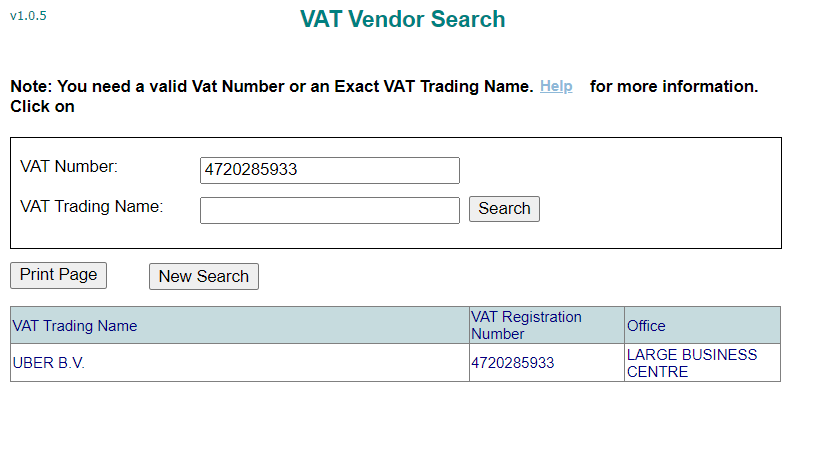 v1.0.5
VAT Vendor Search
Note: You need a valid Vat Number or an Exact VAT Trading Name. Help for more information.
Click on
VAT Number: 4720285933
VAT Trading Name: Search
Print Page New Search
VAT Trading Name VAT Registration Number Office
UBER B.V. 4720285933 LARGE BUSINESS CENTRE